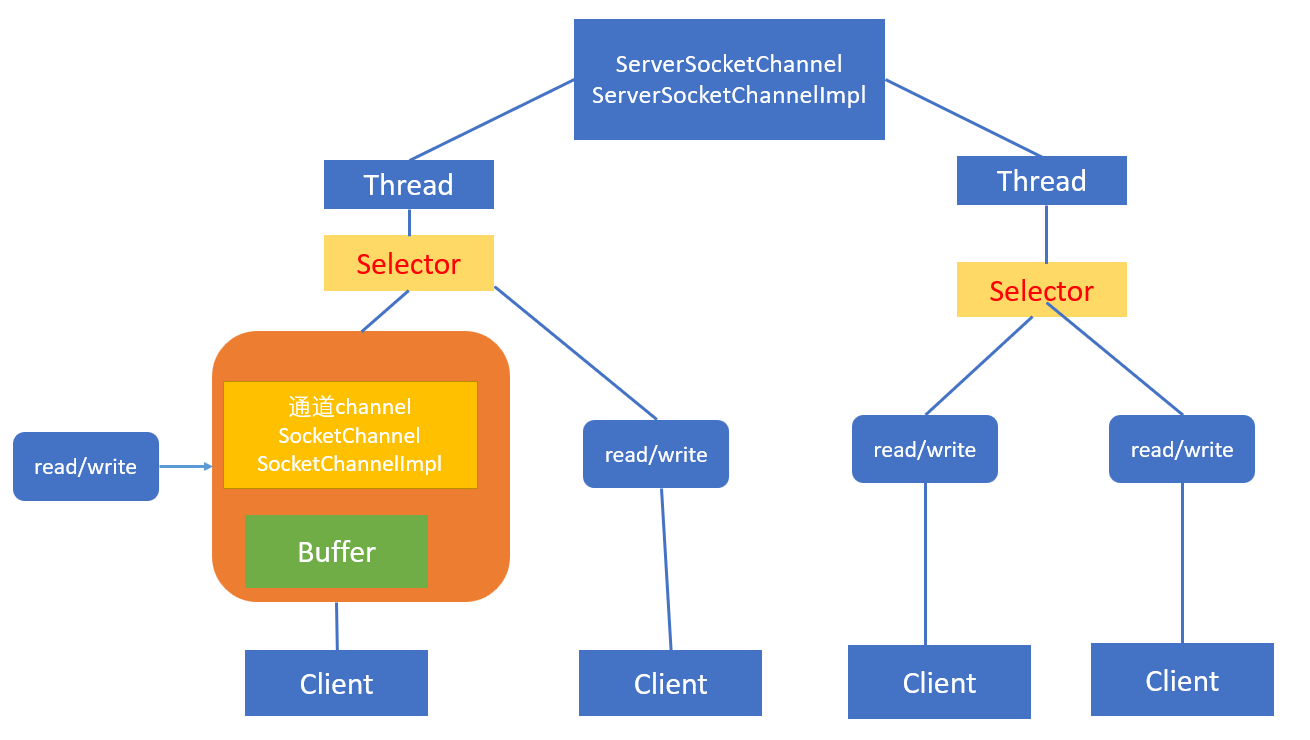 ServerSocketChannel
ServerSocketChannelImpl
Thread
Thread
Selector
Selector
通道channel
SocketChannel
SocketChannelImpl
read/write
read/write
read/write
read/write
Buffer
Client
Client
Client
Client